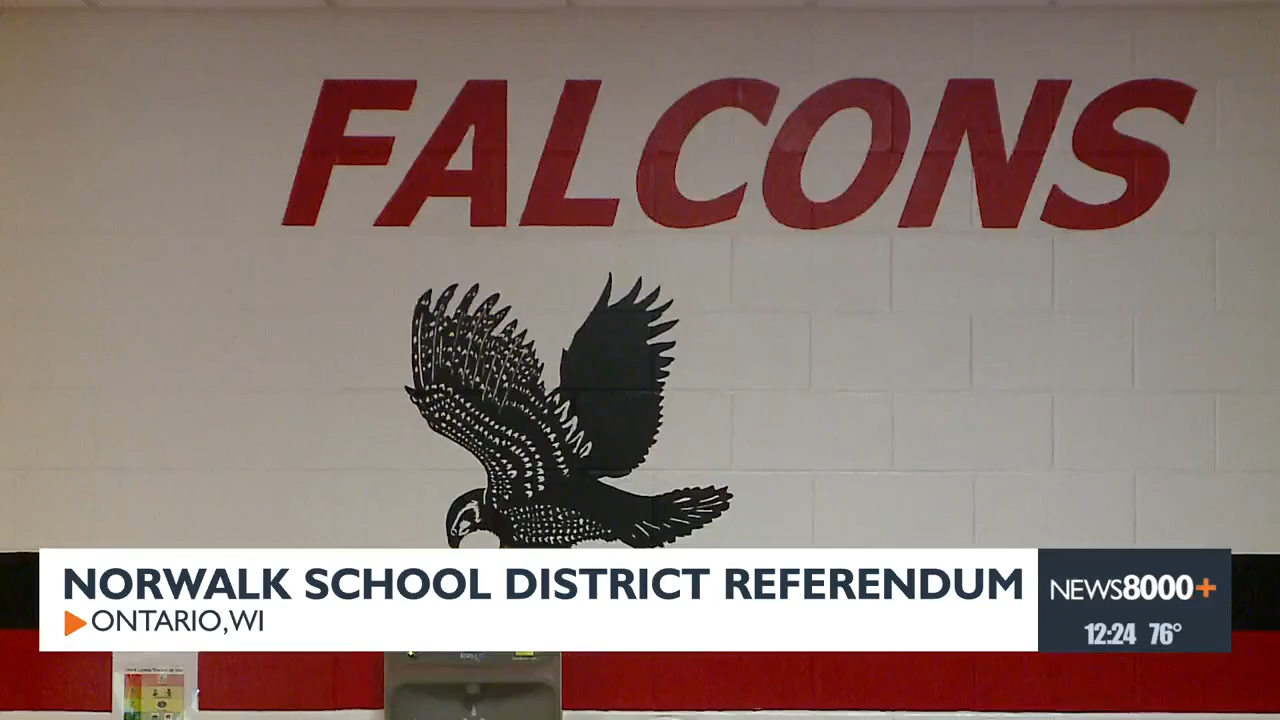 FALCONS
NORWALK SCHOOL DISTRICT REFERENDUM
ONTARIO,WI
NEWS8000+
12:24 76°